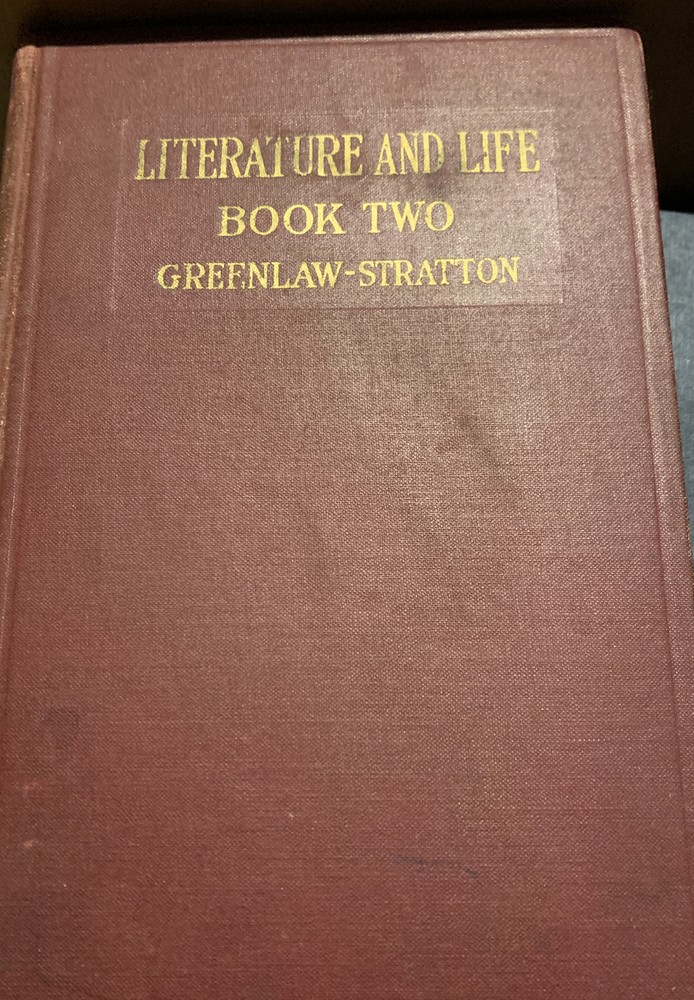 LITERATURE AND LIFE
BOOK TWO
GREENLAW-STRATTON